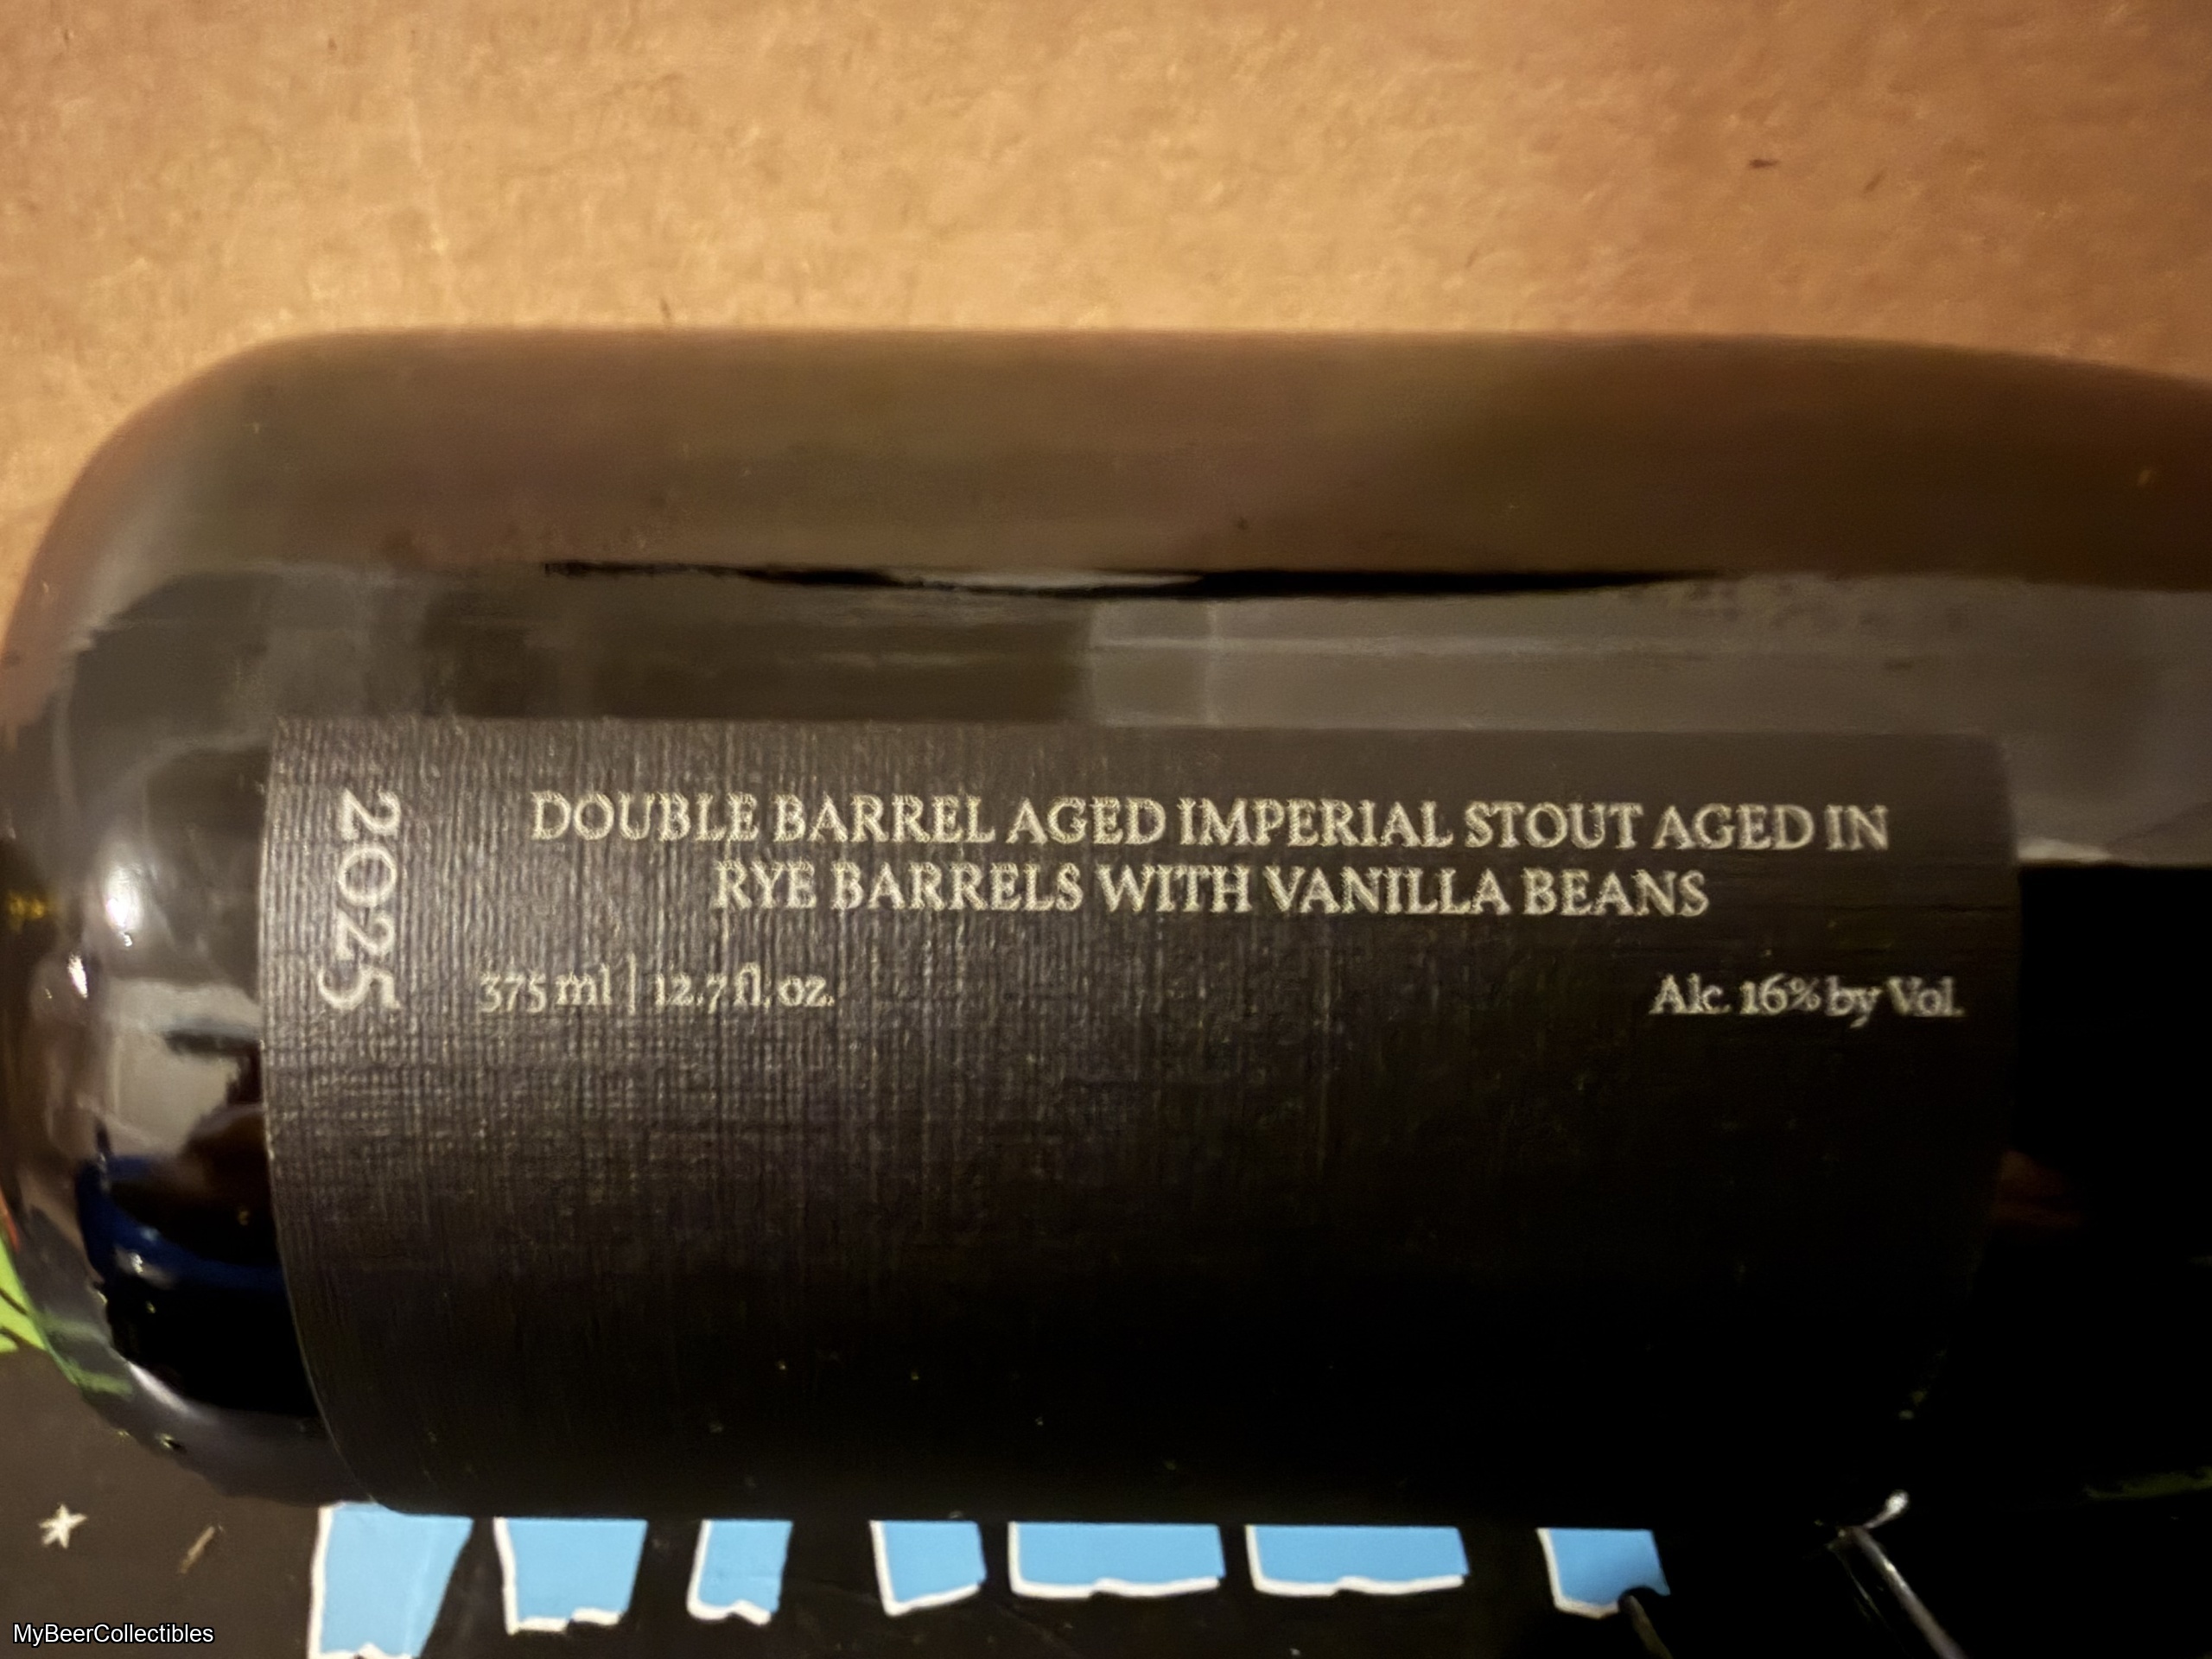 2025
DOUBLE BARREL AGED IMPERIAL STOUT AGED IN
RYE BARRELS WITH VANILLA BEANS
375 ml | 12.7 fl. oz.
Alc. 16% by Vol.
MyBeerCollectibles